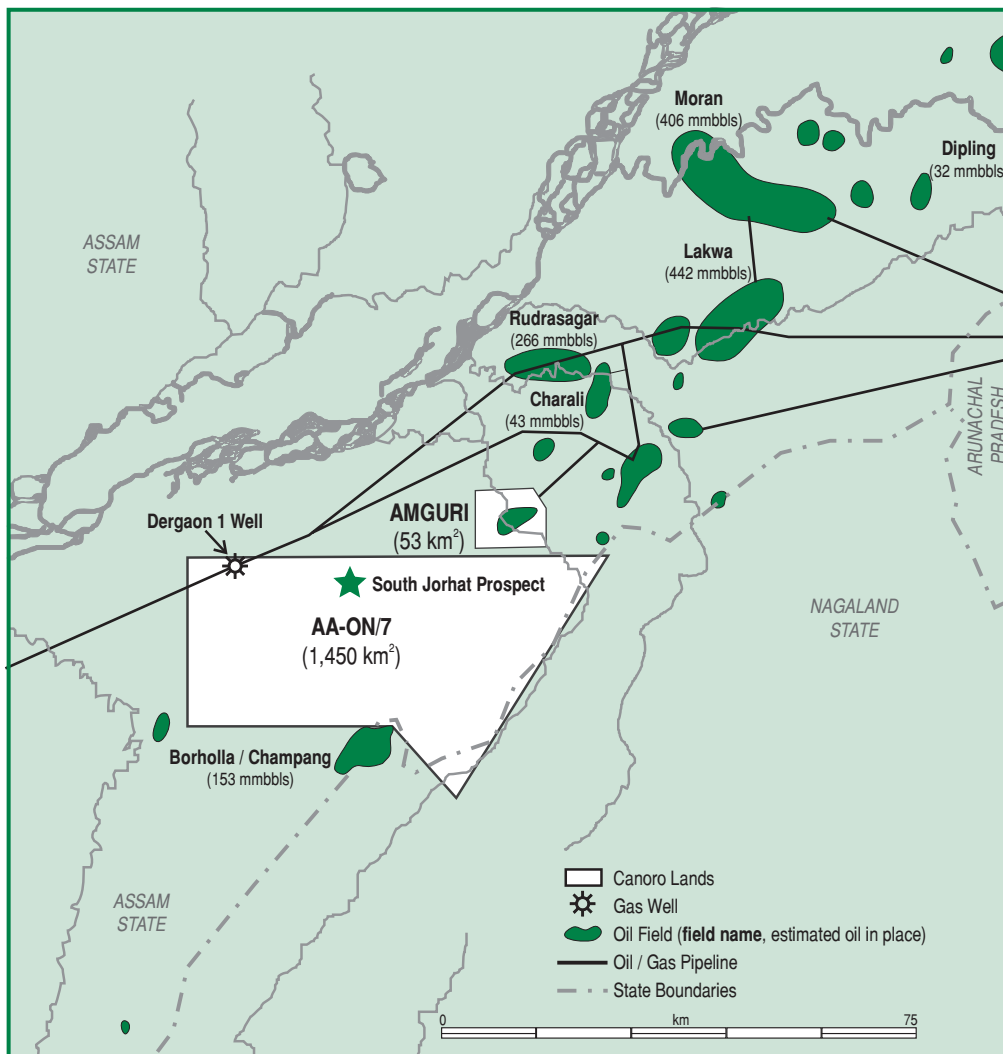 Moran
(406 mmbbls)
Dipling
(32 mmbbls)
ASSAM
STATE
Lakwa
(442 mmbbls)
Rudrasagar
(266 mmbbls)
Charali
(43 mmbbls)
ARUNACHAL
PRADESH
AMGURI
(53 km²)
Dergaon 1 Well
South Jorhat Prospect
NAGALAND
STATE
AA-ON/7
(1,450 km²)
Borholla / Champang
(153 mmbbls)
ASSAM
STATE
Canoro Lands
Gas Well
Oil Field (field name, estimated oil in place)
Oil / Gas Pipeline
State Boundaries
0 km 75